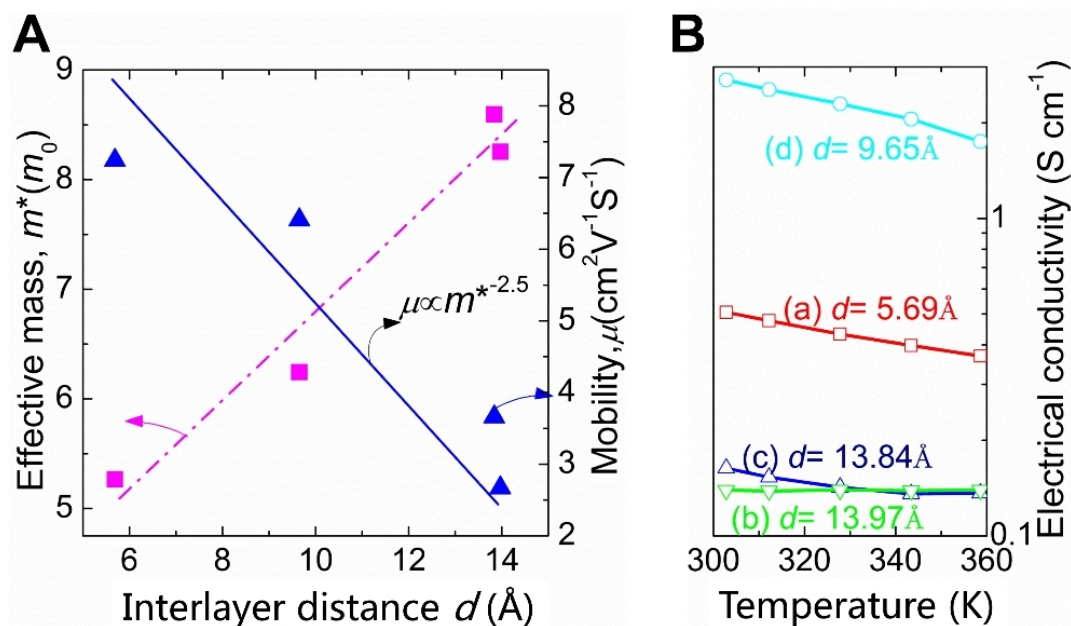 A
Effective mass, m*(m0)
9
8
7
6
5
6
8
10
12
14
Interlayer distance d (Å)
8
7
6
5
4
3
2
Mobility,μ(cm²V⁻¹S⁻¹)
μ∝m*⁻²·⁵
B
(d) d= 9.65Å
(a) d= 5.69Å
(c) d= 13.84Å
(b) d= 13.97Å
1
0.1
Electrical conductivity (S cm⁻¹)
300 320 340 360
Temperature (K)